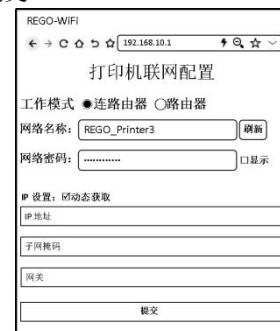 REGO-WiFi
192.168.10.1
打印机联网配置
工作模式 ●连路由器 ○路由器
网络名称: REGO_Printer3 刷新
网络密码: ············ □显示
IP 设置: ☑动态获取
IP 地址
子网掩码
网关
提交